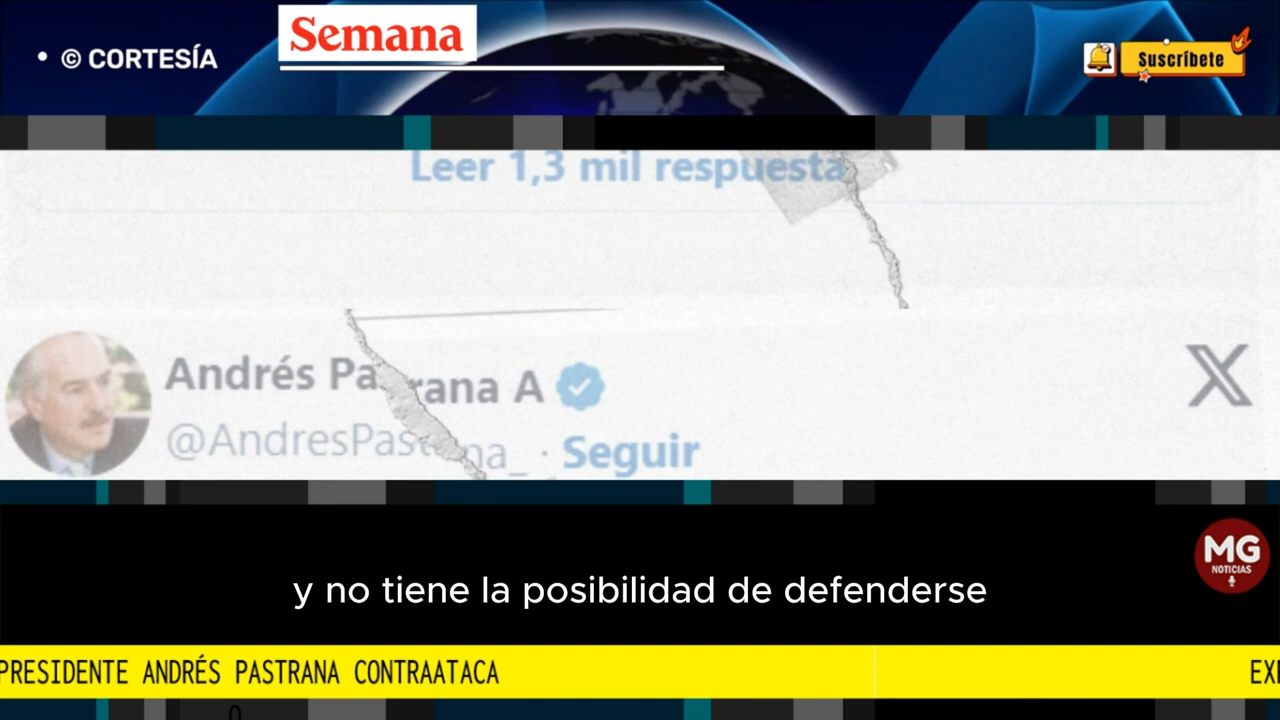 • © CORTESÍA
Semana
Suscríbete
Leer 1,3 mil respuesta
Andrés Pastrana A
@AndresPastrana_ · Seguir
X
MG
NOTICIAS
y no tiene la posibilidad de defenderse
PRESIDENTE ANDRÉS PASTRANA CONTRAATACA